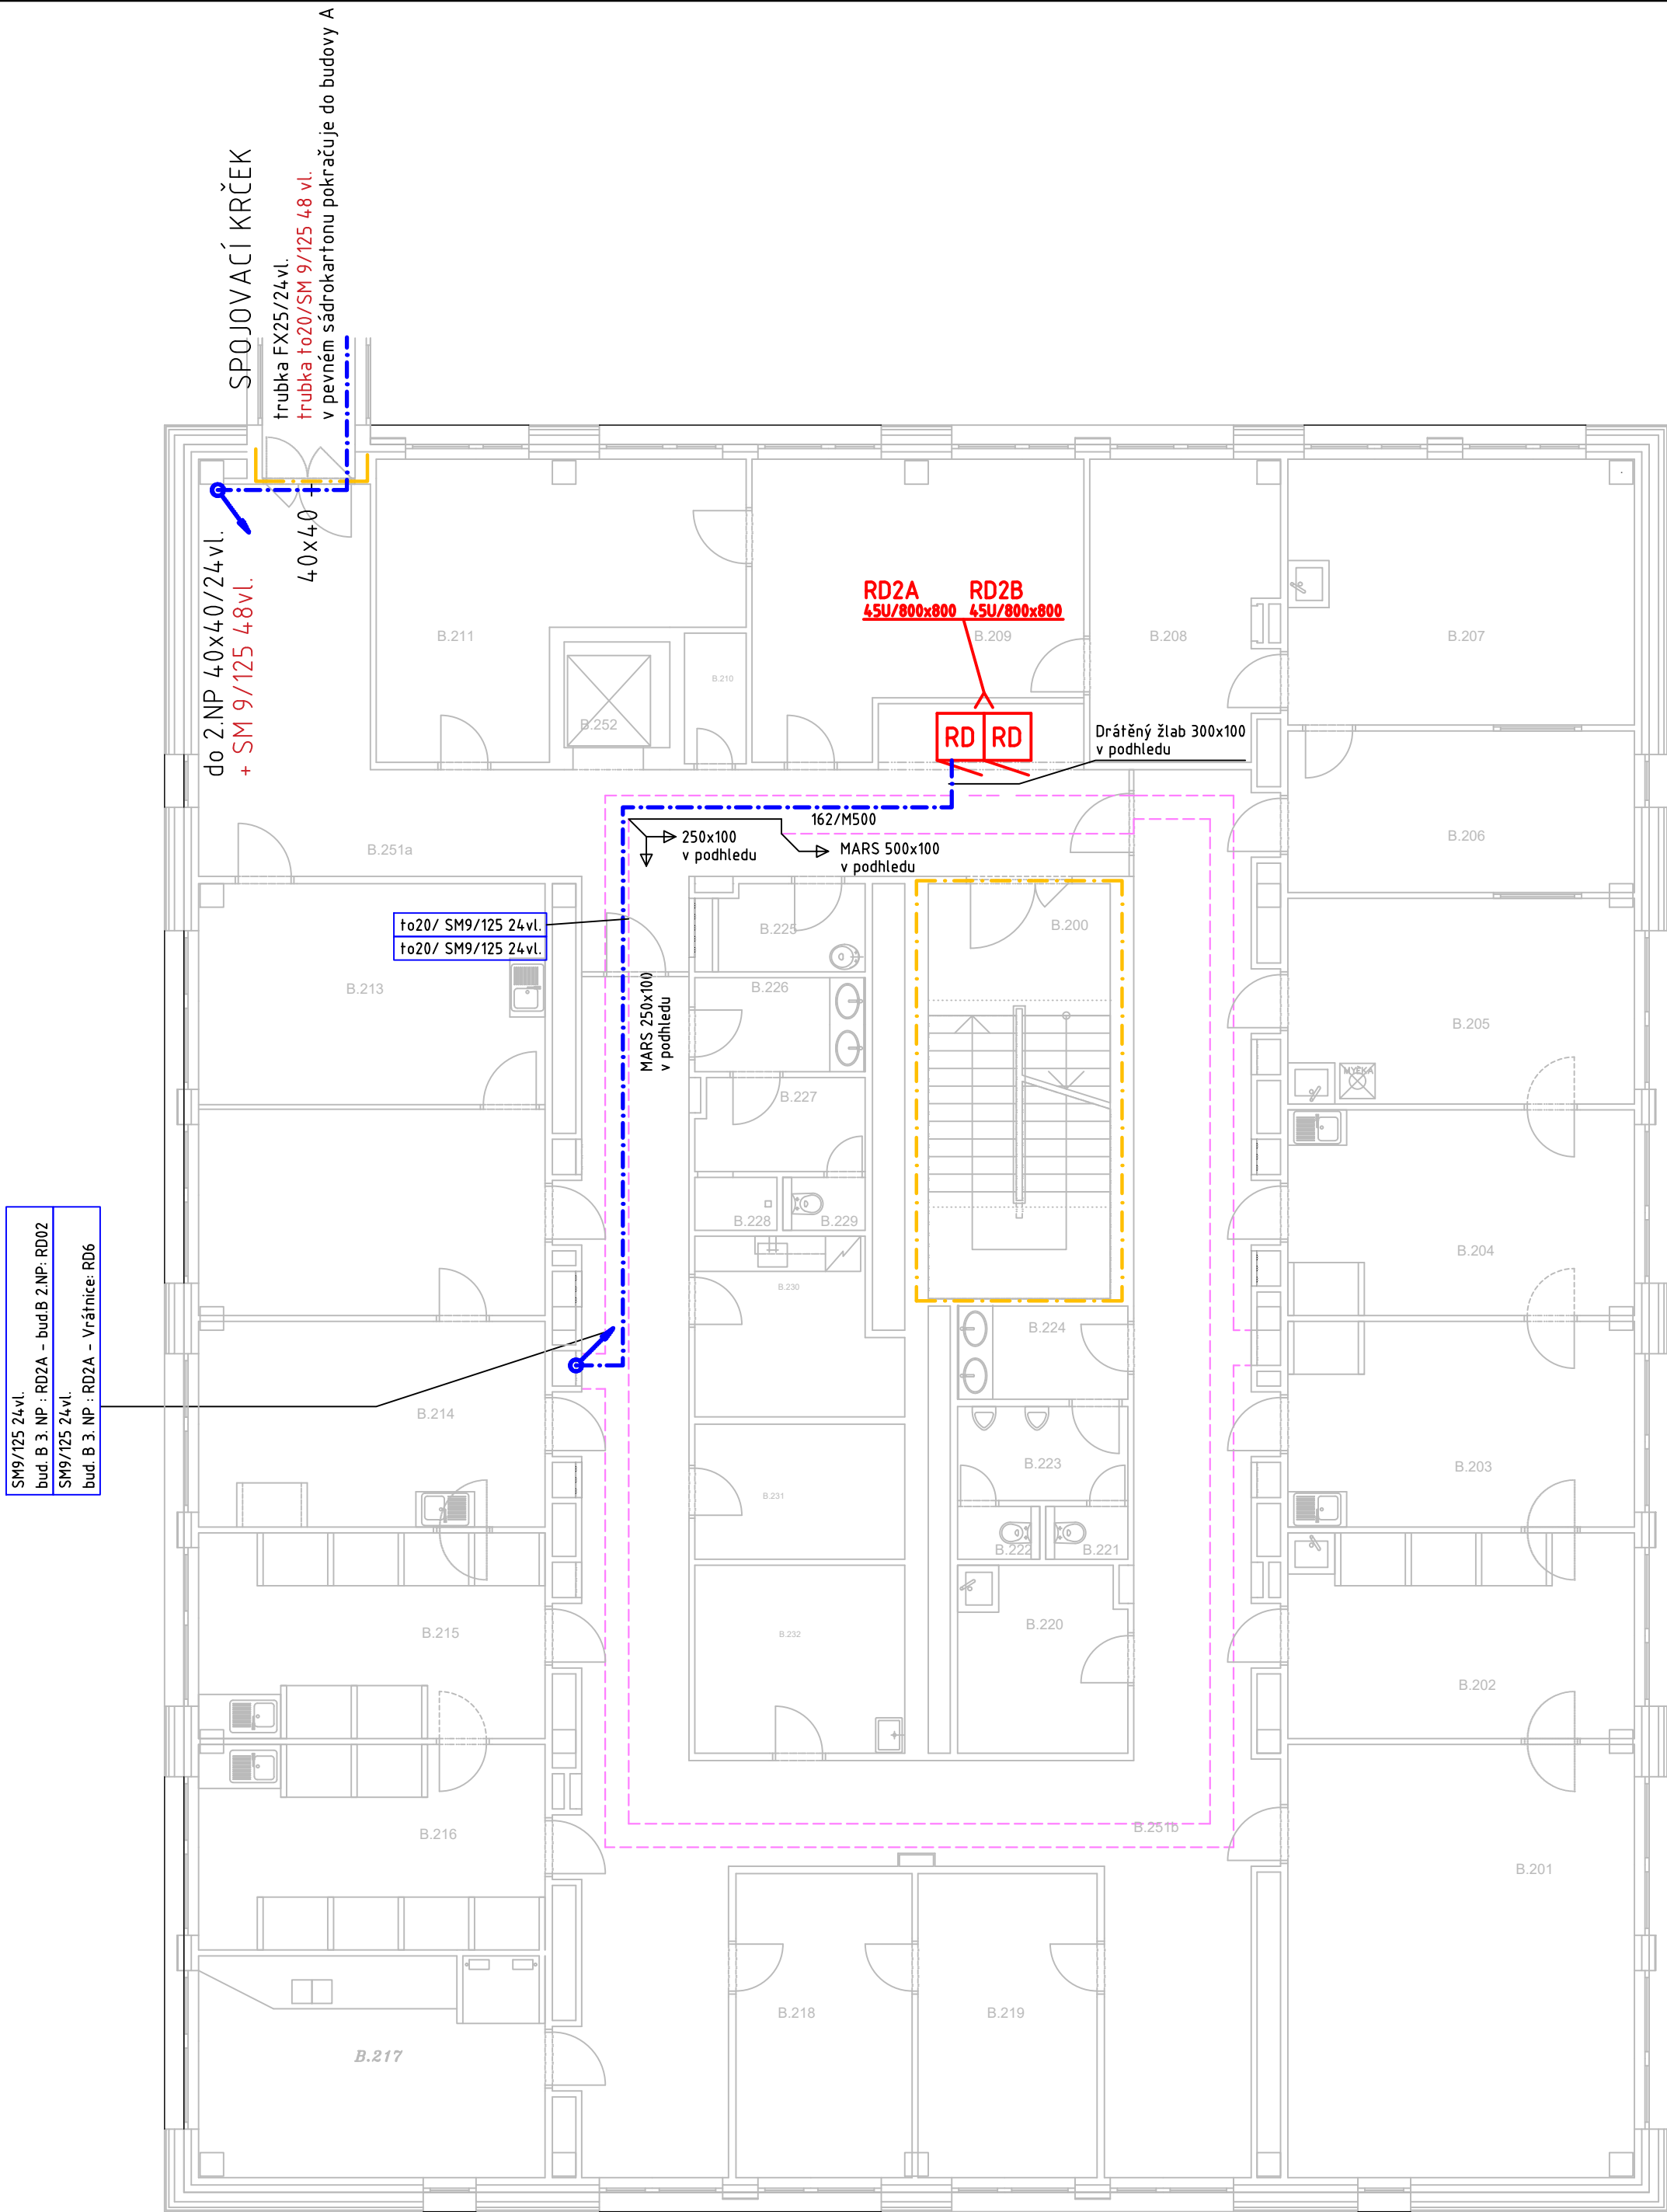 SPOJOVACÍ KRČEK
trubka FX25/24vl.
trubka to20/SM 9/125 48 vl.
v pevném sádrokartonu pokračuje do budovy A
do 2.NP 40x40/24vl.
+ SM 9/125 48vl.
40x40
RD2A
45U/800x800
RD2B
45U/800x800
B.211
B.209
B.208
B.207
B.210
B.252
RD
RD
Drátěný žlab 300x100
v podhledu
162/M500
250x100
v podhledu
MARS 500x100
v podhledu
B.206
B.251a
to20/ SM9/125 24vl.
to20/ SM9/125 24vl.
B.225
B.200
B.213
B.226
MARS 250x100
v podhledu
B.205
MYČKA
B.227
B.228
B.229
B.204
B.230
SM9/125 24vl.
bud. B 3. NP : RD2A - bud.B 2.NP: RD02
SM9/125 24vl.
bud. B 3. NP : RD2A - Vrátnice: RD6
B.224
B.214
B.223
B.203
B.231
B.222
B.221
B.215
B.232
B.220
B.202
B.216
B.251b
B.201
B.218
B.219
B.217